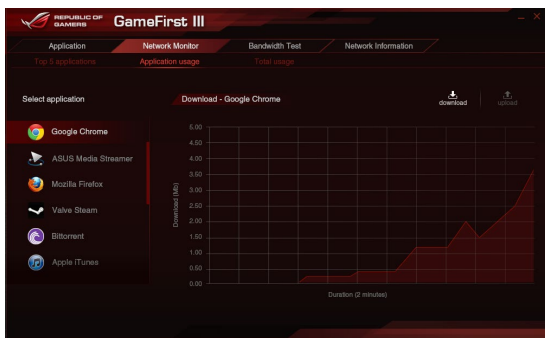 REPUBLIC OF
GAMERS
GameFirst III
Application Network Monitor Bandwidth Test Network Information
Top 5 applications Application usage Total usage
Select application
Download - Google Chrome
download
upload
Google Chrome
ASUS Media Streamer
Mozilla Firefox
Valve Steam
Bittorrent
Apple iTunes
Download (Mb)
5.00
4.50
4.00
3.50
3.00
2.50
2.00
1.50
1.00
0.50
0.00
Duration (2 minutes)